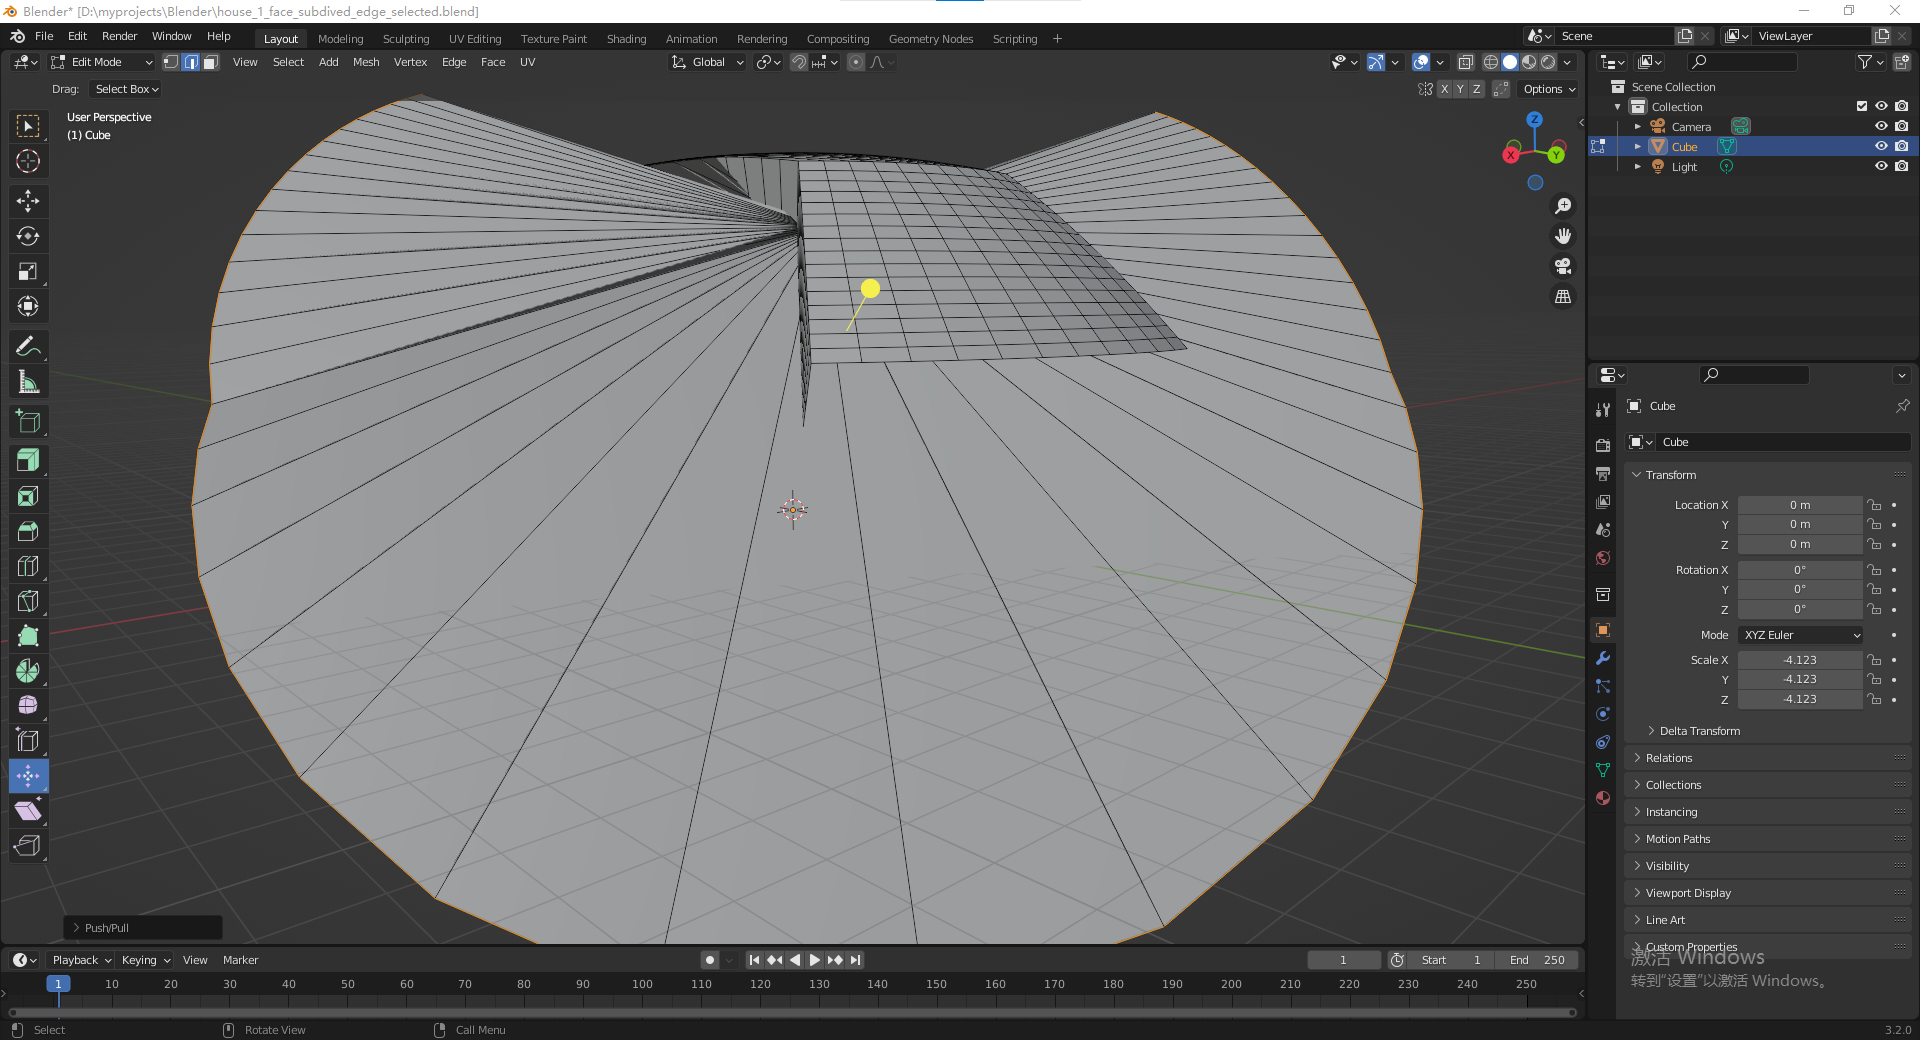 Blender* [D:\myprojects\Blender\house_1_face_subdived_edge_selected.blend]
File Edit Render Window Help Layout Modeling Sculpting UV Editing Texture Paint Shading Animation Rendering Compositing Geometry Nodes Scripting + Scene ViewLayer
Edit Mode View Select Add Mesh Vertex Edge Face UV Global
Drag: Select Box X Y Z Options
User Perspective
(1) Cube
Z
X Y
Scene Collection
Collection
Camera
Cube
Light
Cube
Cube
Transform
Location X 0 m
Y 0 m
Z 0 m
Rotation X 0°
Y 0°
Z 0°
Mode XYZ Euler
Scale X -4.123
Y -4.123
Z -4.123
Delta Transform
Relations
Collections
Instancing
Motion Paths
Visibility
Viewport Display
Line Art
Custom Properties
激活 Windows
转到“设置”以激活 Windows。
Push/Pull
Playback Keying View Marker 1 Start 1 End 250
1 10 20 30 40 50 60 70 80 90 100 110 120 130 140 150 160 170 180 190 200 210 220 230 240 250
Select Rotate View Call Menu 3.2.0